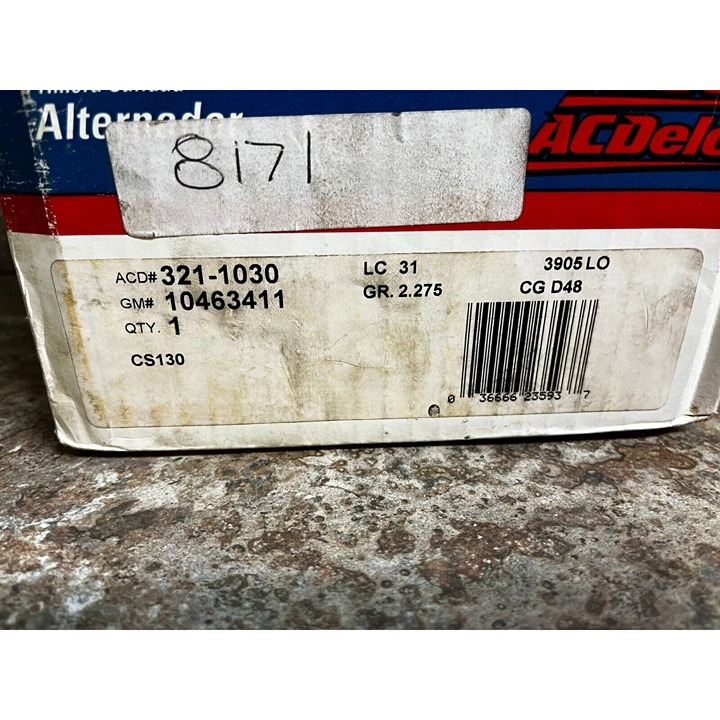 Alternador
ACDelco
8171
ACD# 321-1030
GM# 10463411
QTY. 1
CS130
LC 31
GR. 2.275
3905 LO
CG D48
0 36666 23593 7